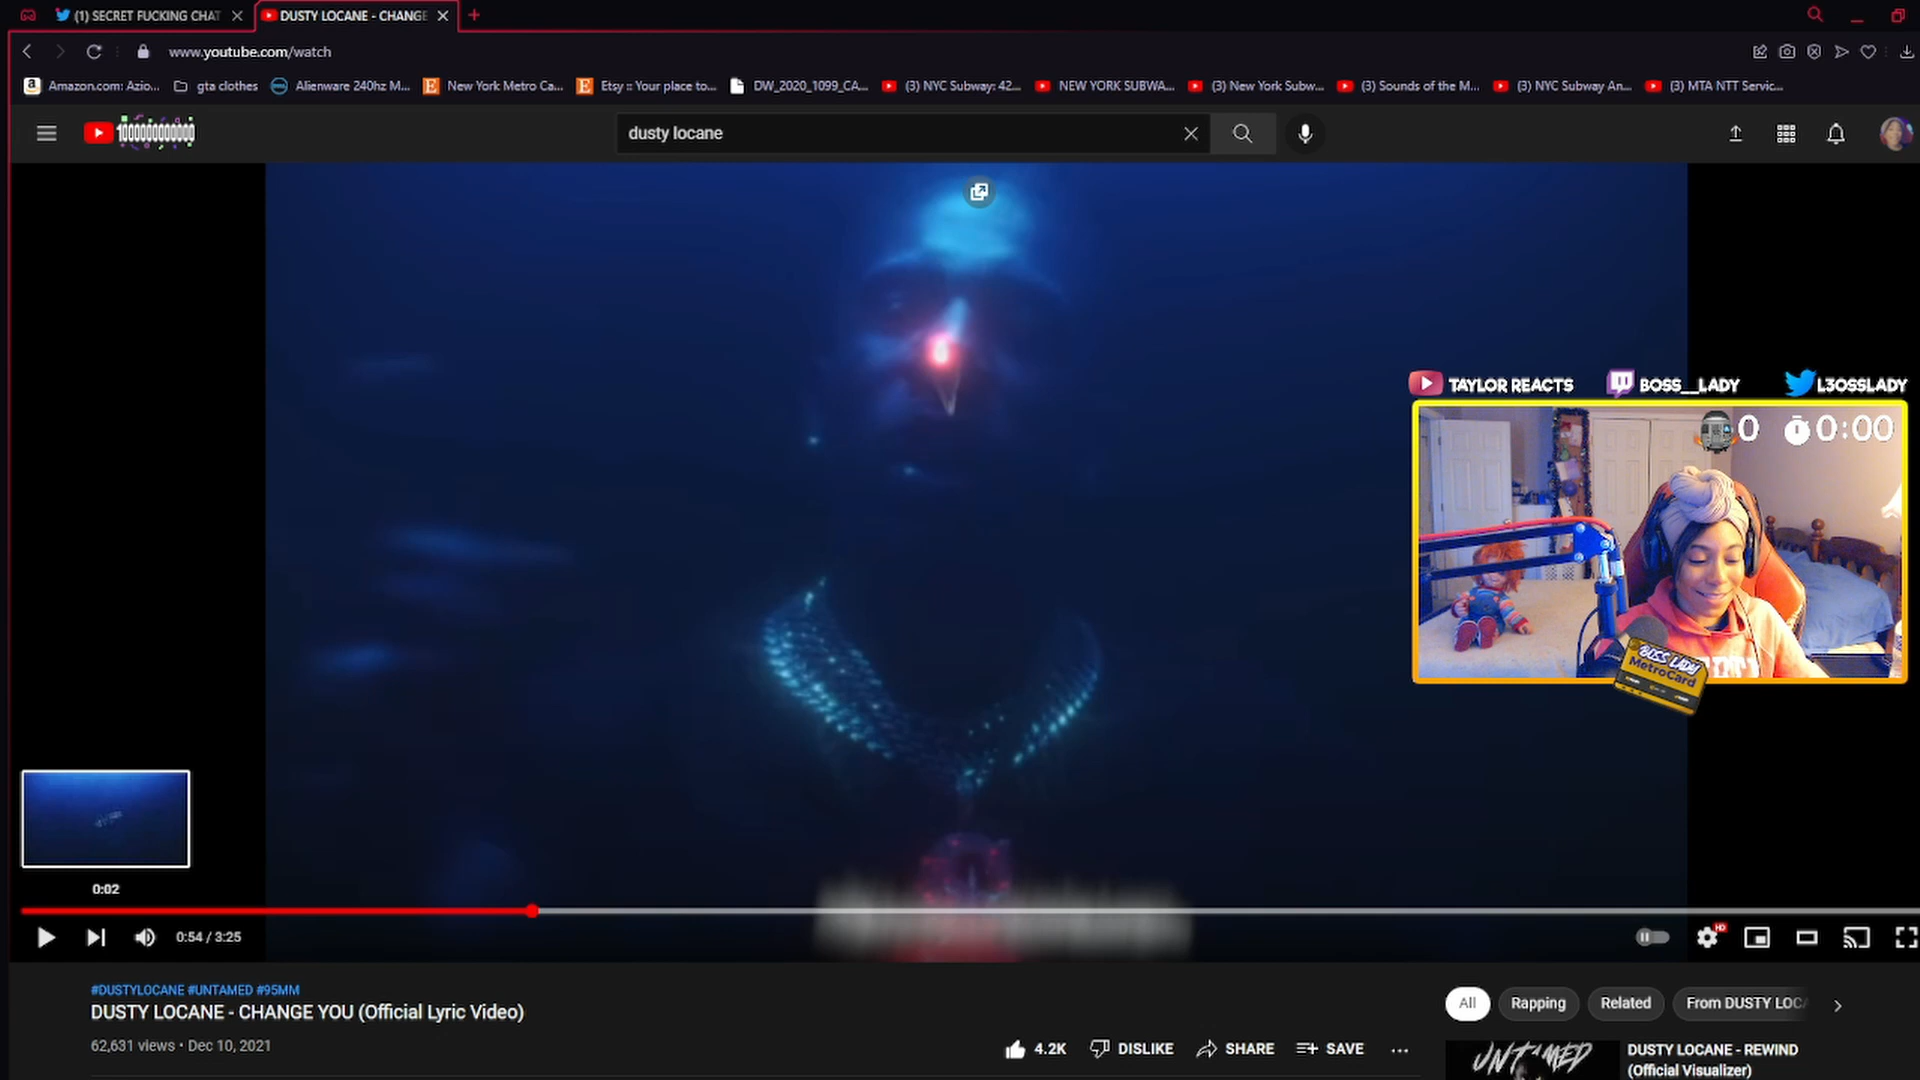 (1) SECRET FUCKING CHAT
DUSTY LOCANE - CHANGE
www.youtube.com/watch
Amazon.com: Azio...
gta clothes
Alienware 240hz M...
New York Metro Ca...
Etsy :: Your place to...
DW_2020_1099_CA...
(3) NYC Subway: 42...
NEW YORK SUBWA...
(3) New York Subw...
(3) Sounds of the M...
(3) NYC Subway An...
(3) MTA NTT Servic...
dusty locane
TAYLOR REACTS
BOSS__LADY
L3OSSLADY
0
0:00
BOSS LADY
MetroCard
0:02
0:54 / 3:25
HD
#DUSTYLOCANE #UNTAMED #95MM
DUSTY LOCANE - CHANGE YOU (Official Lyric Video)
62,631 views • Dec 10, 2021
4.2K
DISLIKE
SHARE
SAVE
All
Rapping
Related
From DUSTY LOCA
UNTAMED
DUSTY LOCANE - REWIND
(Official Visualizer)